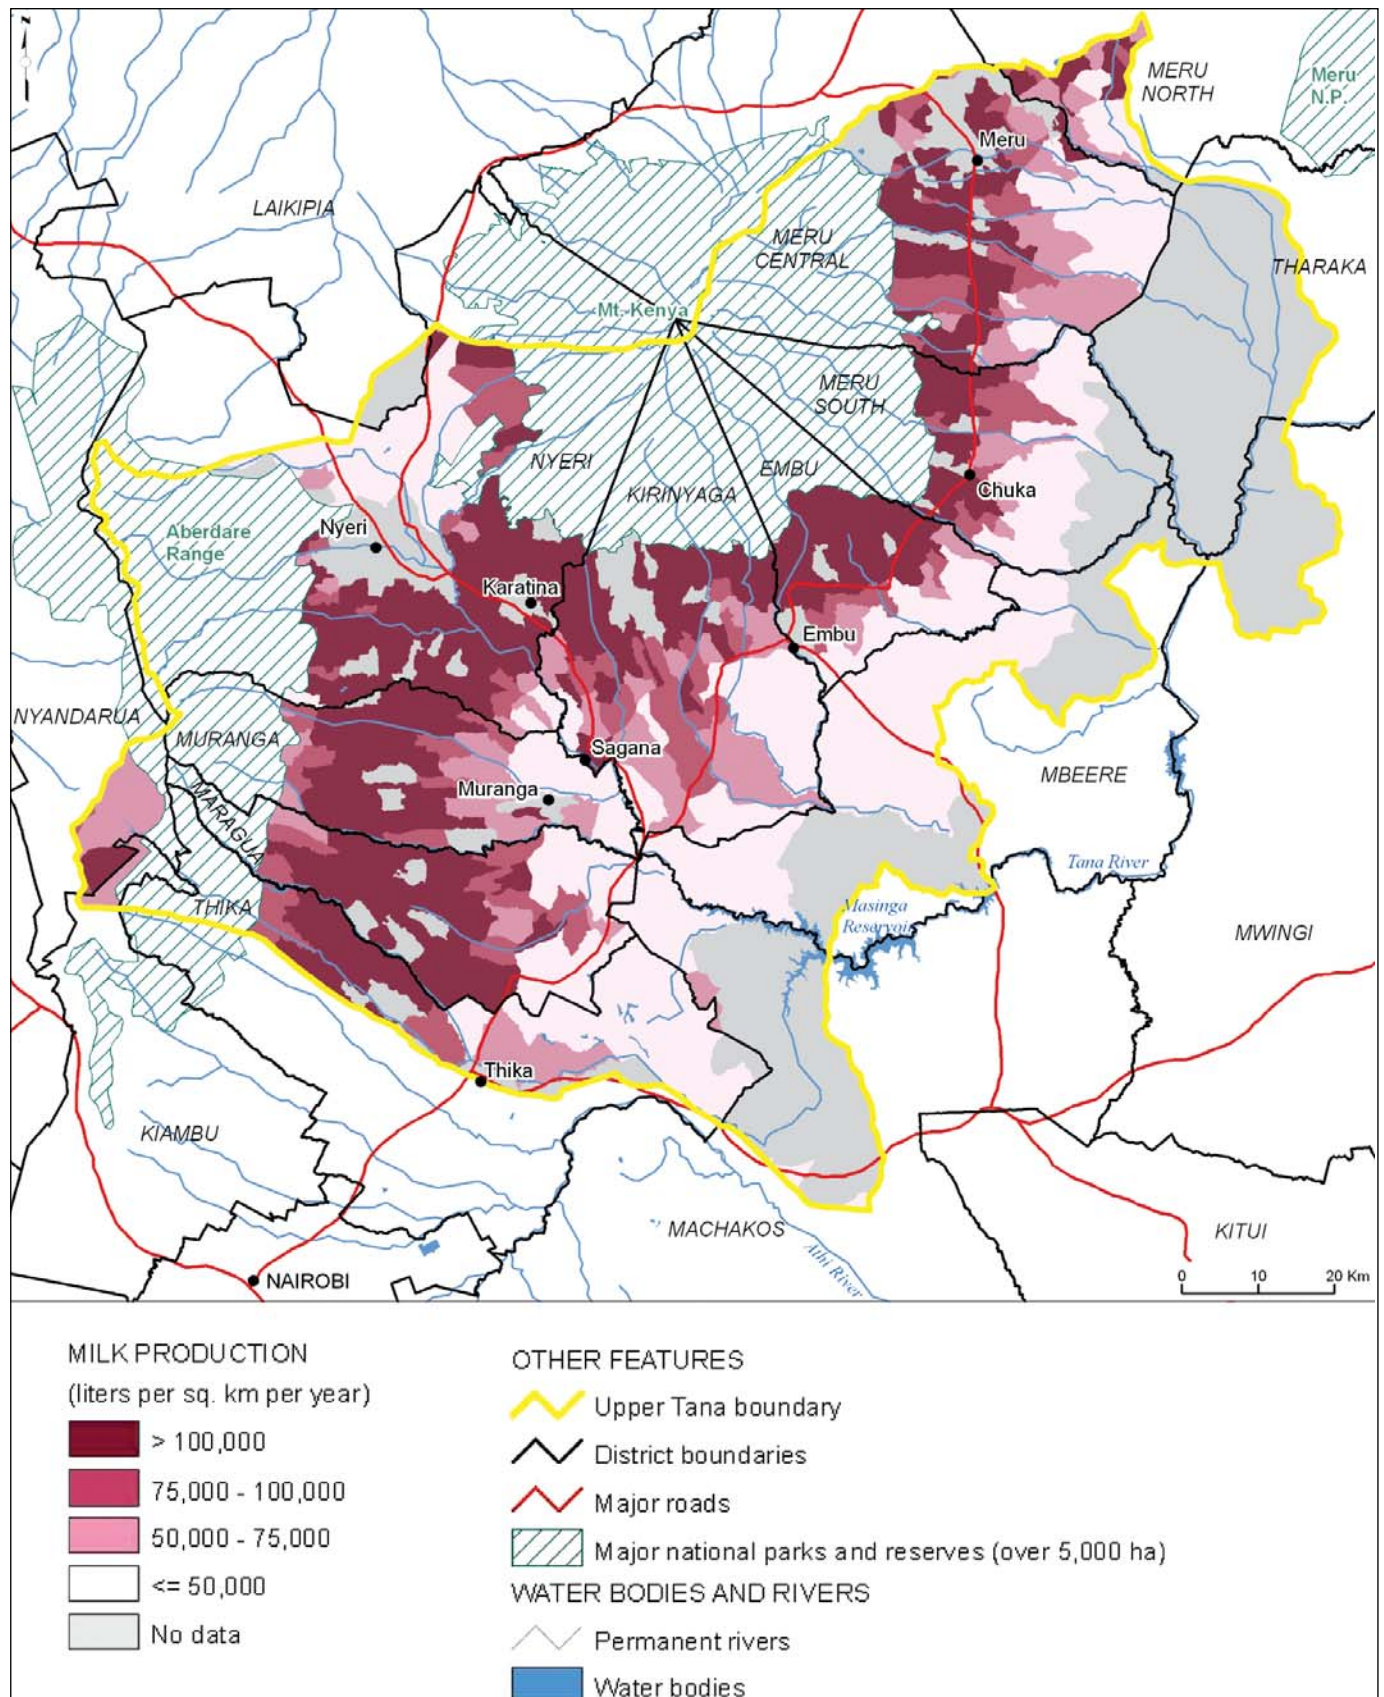 N
MERU
NORTH
Meru
N.P.
Meru
LAIKIPIA
MERU
CENTRAL
THARAKA
Mt. Kenya
MERU
SOUTH
NYERI
EMBU
KIRINYAGA
Chuka
Aberdare
Range
Nyeri
Karatina
Embu
NYANDARUA
MURANGA
Sagana
MBEERE
Muranga
MARAGUA
Tana River
THIKA
Masinga
Reservoir
MWINGI
Thika
KIAMBU
MACHAKOS
KITUI
Athi River
NAIROBI
0 10 20 Km
MILK PRODUCTION
(liters per sq. km per year)
> 100,000
75,000 - 100,000
50,000 - 75,000
<= 50,000
No data
OTHER FEATURES
Upper Tana boundary
District boundaries
Major roads
Major national parks and reserves (over 5,000 ha)
WATER BODIES AND RIVERS
Permanent rivers
Water bodies